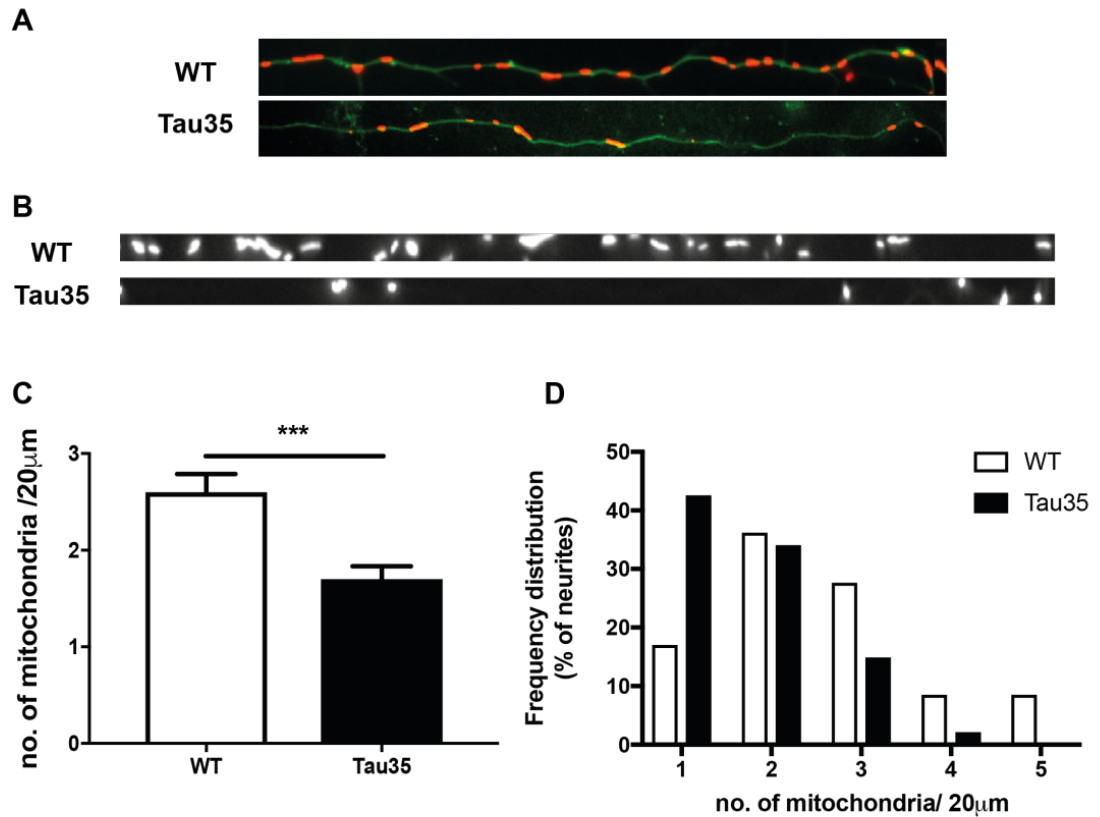 A
WT
Tau35
B
WT
Tau35
C
no. of mitochondria /20μm
3
2
1
0
***
WT
Tau35
D
Frequency distribution
(% of neurites)
50
40
30
20
10
0
WT
Tau35
1 2 3 4 5
no. of mitochondria/ 20μm